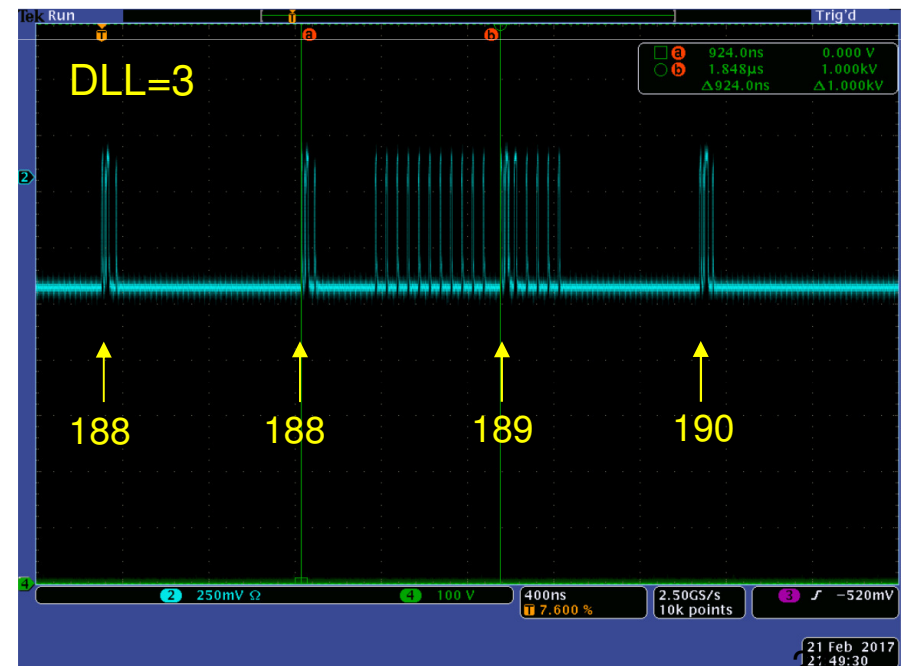 Tek Run Trig'd
U
T a b
a 924.0ns 0.000 V
b 1.848µs 1.000kV
Δ924.0ns Δ1.000kV
DLL=3
2
188 188 189 190
4
2 250mV Ω 4 100 V 400ns 2.50GS/s 3 -520mV
T 7.600 % 10k points
21 Feb 2017
21:49:30